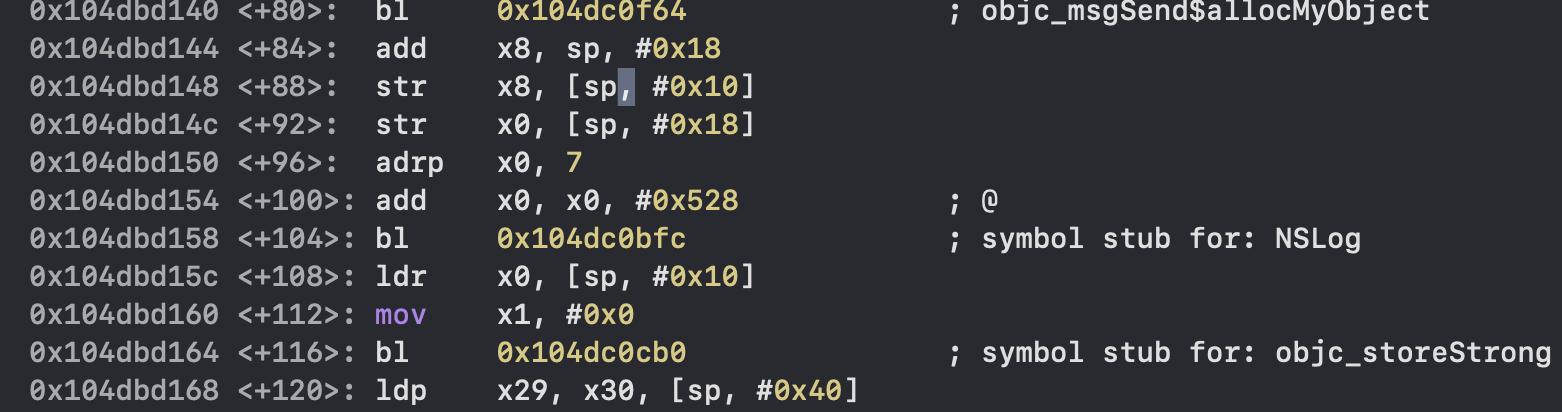 0x104dbd140 <+80>:  bl     0x104dc0f64               ; objc_msgSend$allocMyObject
0x104dbd144 <+84>:  add    x8, sp, #0x18
0x104dbd148 <+88>:  str    x8, [sp, #0x10]
0x104dbd14c <+92>:  str    x0, [sp, #0x18]
0x104dbd150 <+96>:  adrp   x0, 7
0x104dbd154 <+100>: add    x0, x0, #0x528            ; @
0x104dbd158 <+104>: bl     0x104dc0bfc               ; symbol stub for: NSLog
0x104dbd15c <+108>: ldr    x0, [sp, #0x10]
0x104dbd160 <+112>: mov    x1, #0x0
0x104dbd164 <+116>: bl     0x104dc0cb0               ; symbol stub for: objc_storeStrong
0x104dbd168 <+120>: ldp    x29, x30, [sp, #0x40]